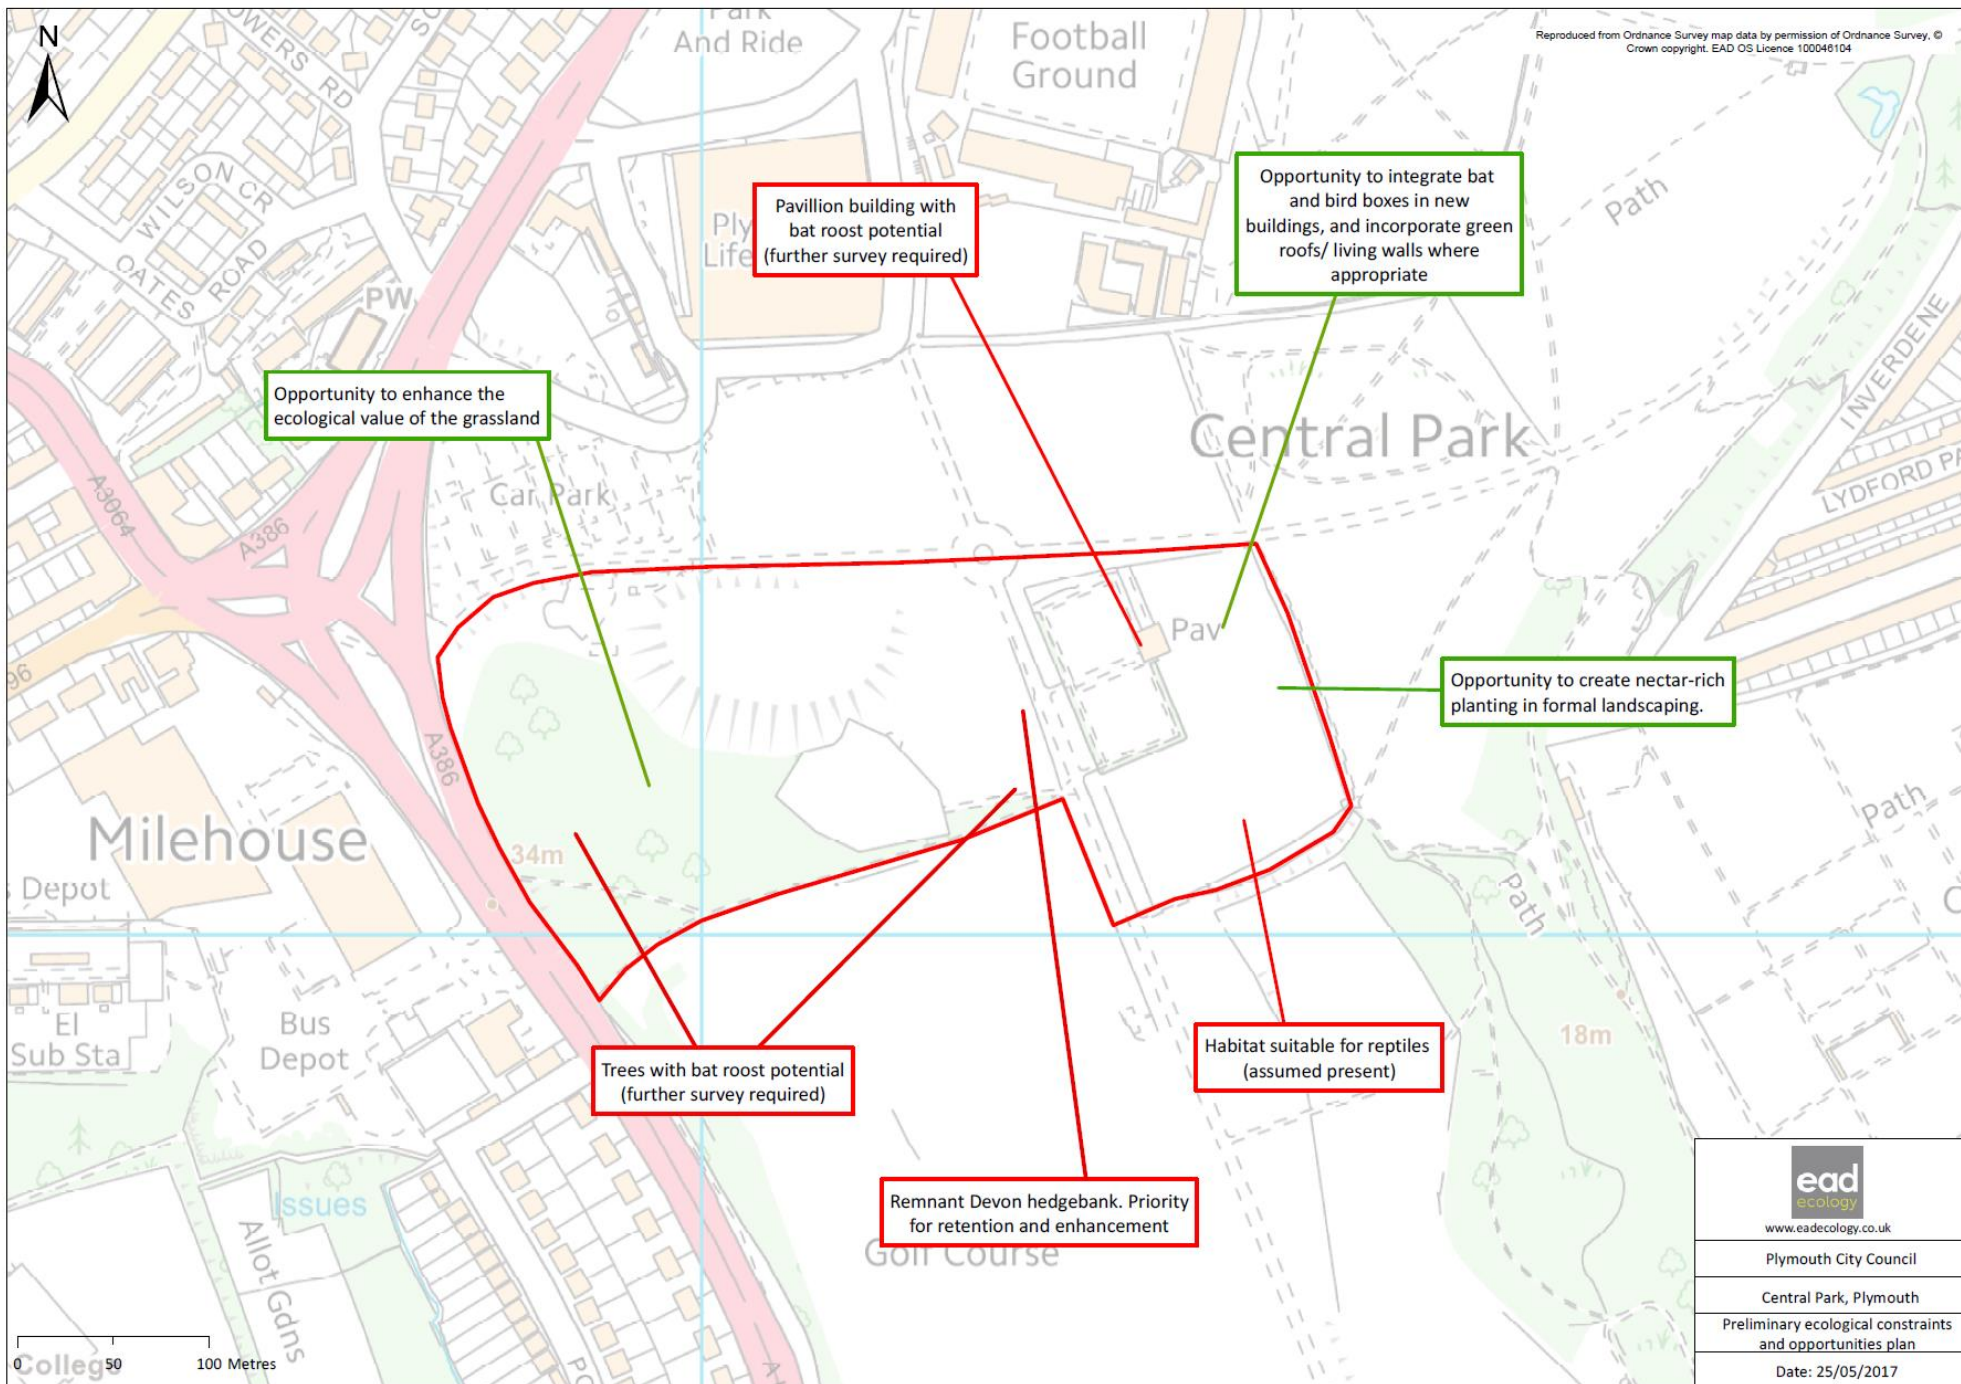 N
Park
And Ride
Football
Ground
Reproduced from Ordnance Survey map data by permission of Ordnance Survey, ©
Crown copyright. EAD OS Licence 100046104
WILSON CR
OATES ROAD
PW
Pavillion building with
bat roost potential
(further survey required)
Opportunity to integrate bat
and bird boxes in new
buildings, and incorporate green
roofs/ living walls where
appropriate
Path
INVERDENE
Opportunity to enhance the
ecological value of the grassland
Central Park
Car Park
A3064
A386
Pav
Opportunity to create nectar-rich
planting in formal landscaping.
A386
Milehouse
34m
Depot
Path
Path
El
Sub Sta
Bus
Depot
Trees with bat roost potential
(further survey required)
Habitat suitable for reptiles
(assumed present)
18m
Remnant Devon hedgebank. Priority
for retention and enhancement
Golf Course
Issues
Allot Gdns
ead
ecology
www.eadecology.co.uk
Plymouth City Council
Central Park, Plymouth
Preliminary ecological constraints
and opportunities plan
Date: 25/05/2017
0 50 100 Metres